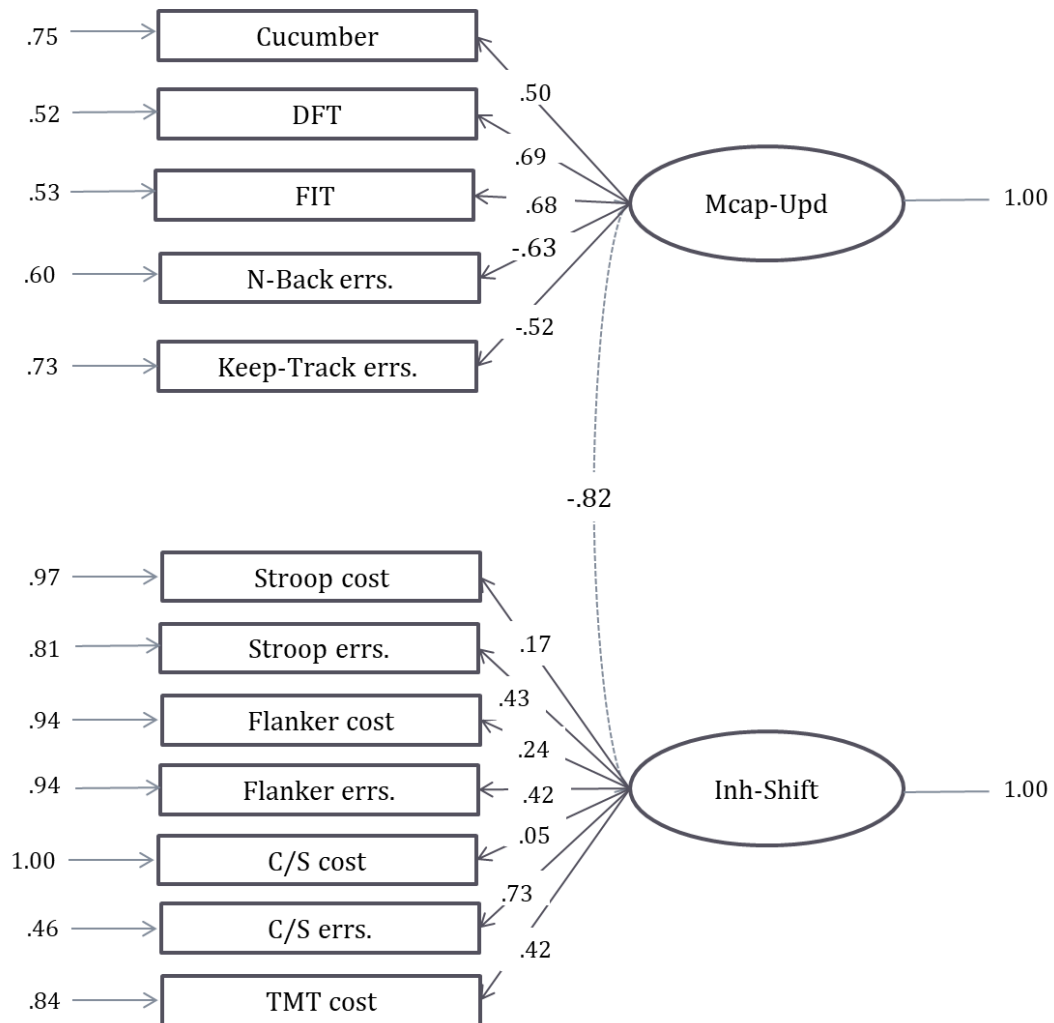 .75
Cucumber
.50
.52
DFT
.69
.53
FIT
.68
Mcap-Upd
1.00
.60
N-Back errs.
-.63
.73
Keep-Track errs.
-.52
-.82
.97
Stroop cost
.17
.81
Stroop errs.
.43
.94
Flanker cost
.24
.94
Flanker errs.
.42
Inh-Shift
1.00
1.00
C/S cost
.05
.46
C/S errs.
.73
.84
TMT cost
.42